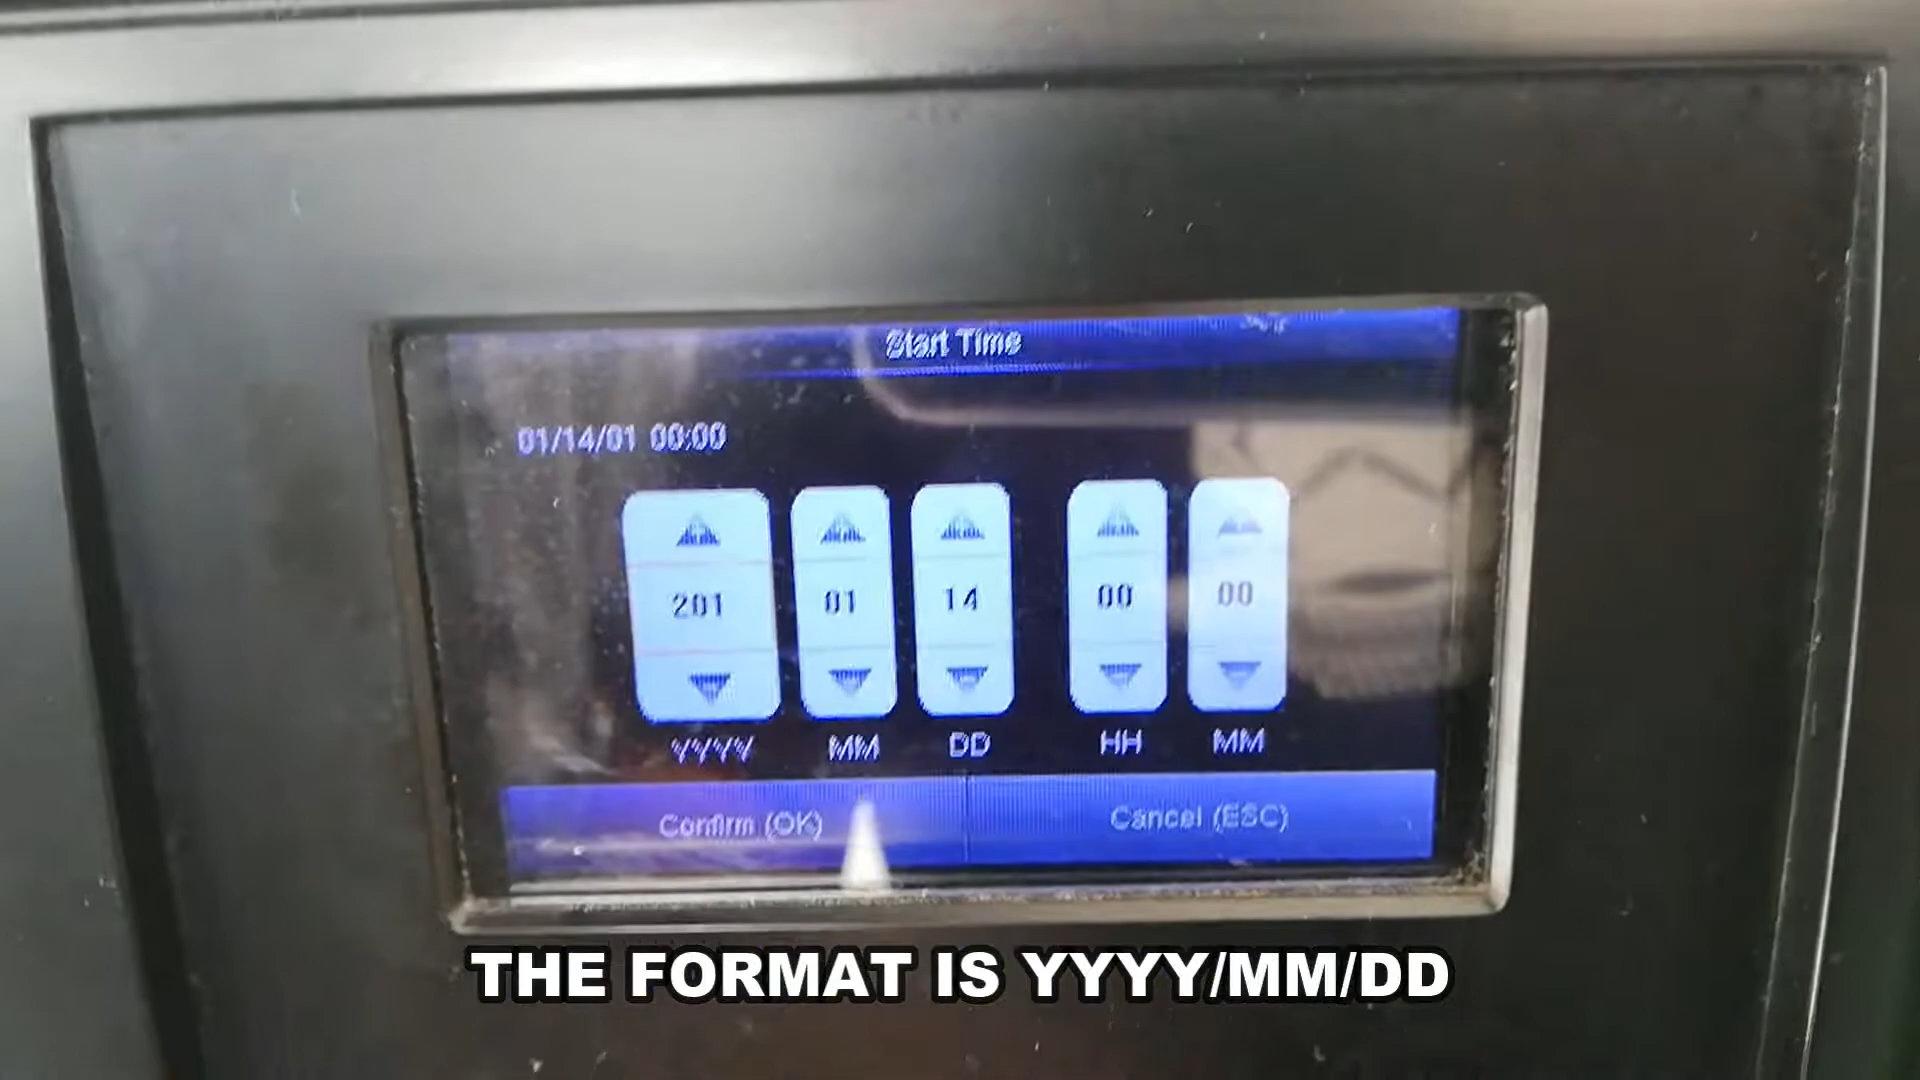 Start Time
01/14/01 00:00
201 01 14 00 00
YYYY MM DD HH MM
Confirm (OK) Cancel (ESC)
THE FORMAT IS YYYY/MM/DD